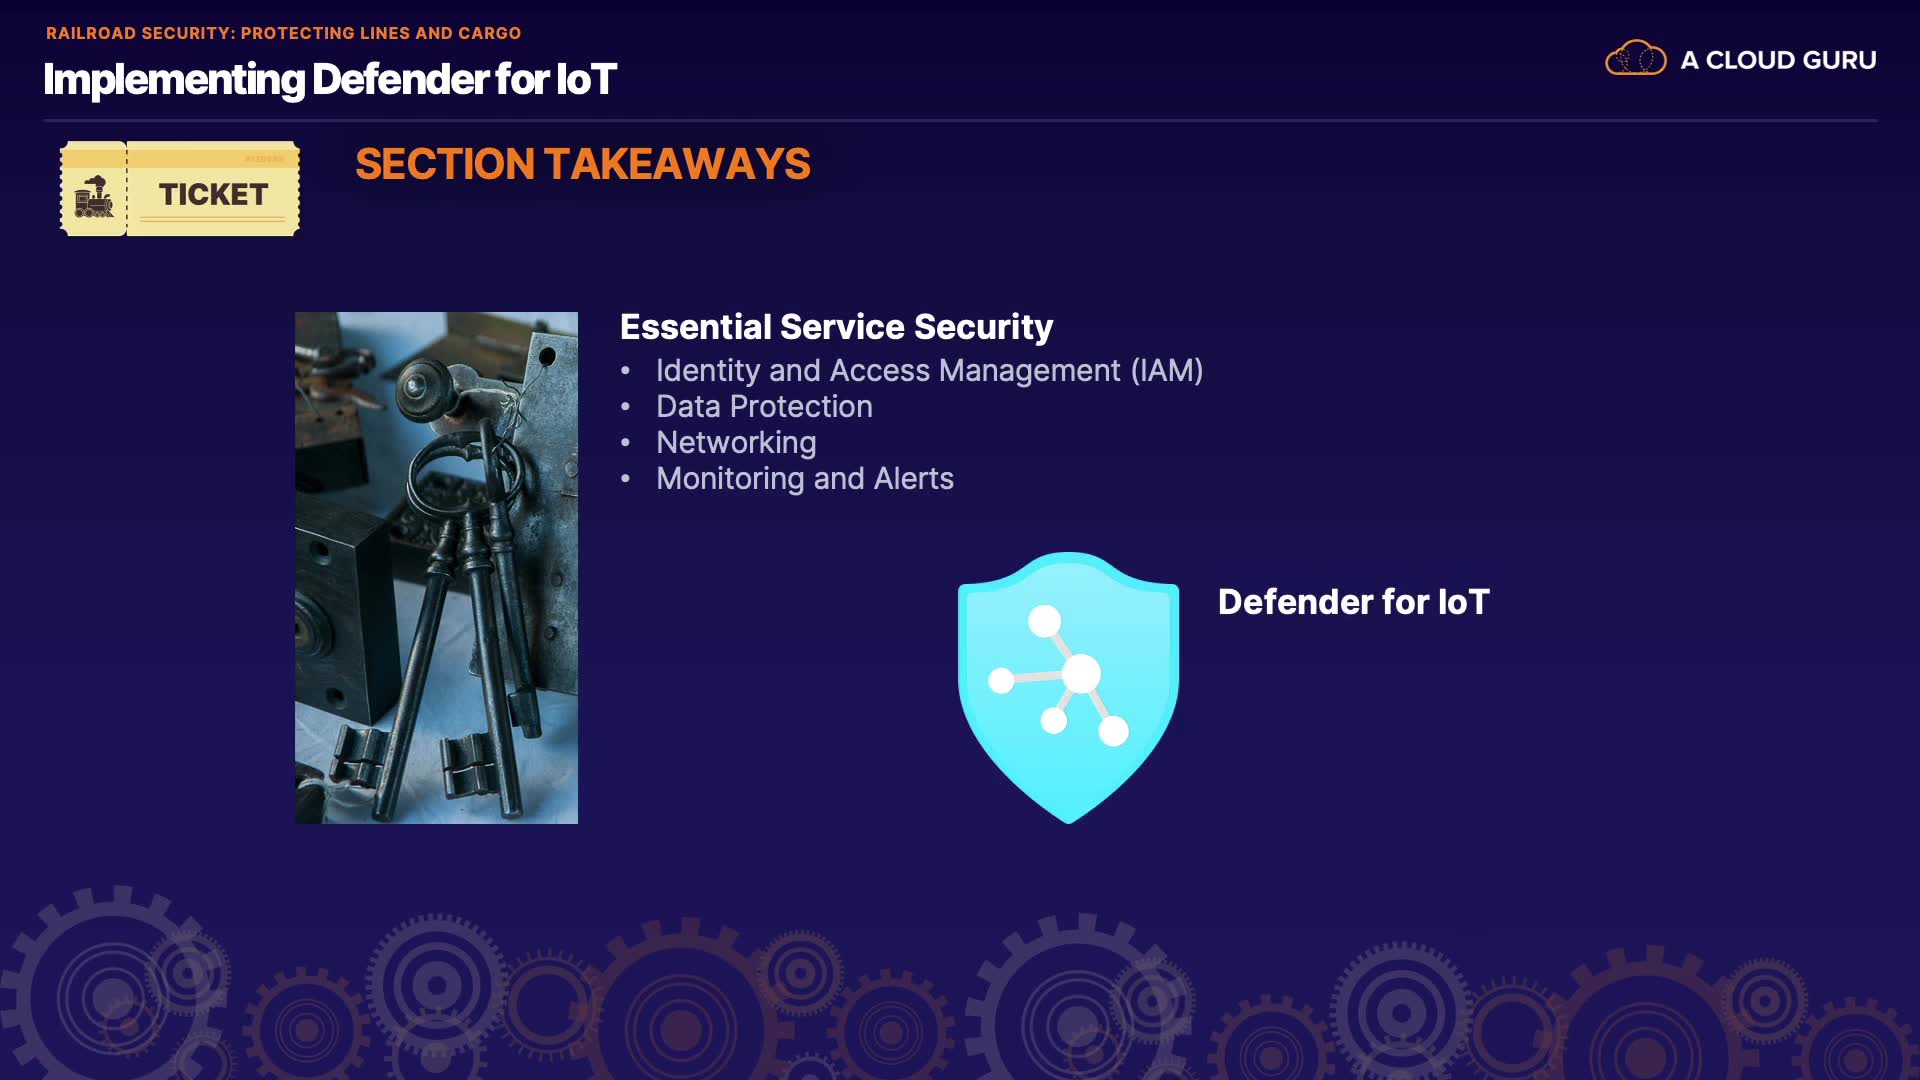 RAILROAD SECURITY: PROTECTING LINES AND CARGO
Implementing Defender for IoT
A CLOUD GURU
TICKET
SECTION TAKEAWAYS
Essential Service Security
• Identity and Access Management (IAM)
• Data Protection
• Networking
• Monitoring and Alerts
Defender for IoT